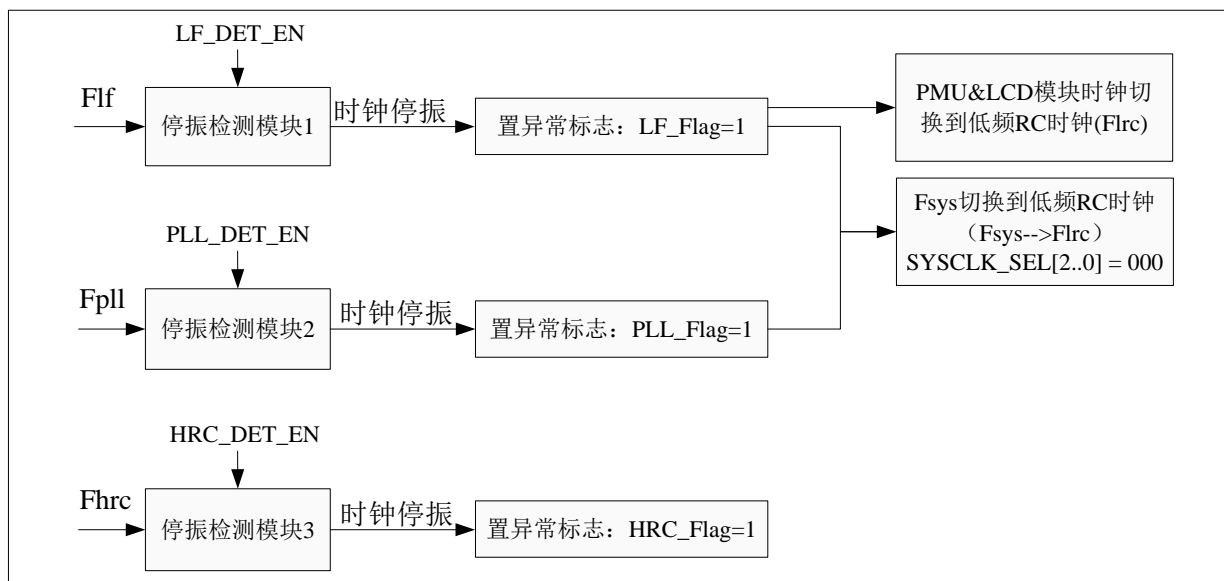 LF_DET_EN
Flf
停振检测模块1
时钟停振
置异常标志：LF_Flag=1
PMU&LCD模块时钟切
换到低频RC时钟(Flrc)
Fsys切换到低频RC时钟
（Fsys-->Flrc）
SYSCLK_SEL[2..0] = 000
PLL_DET_EN
Fpll
停振检测模块2
时钟停振
置异常标志：PLL_Flag=1
HRC_DET_EN
Fhrc
停振检测模块3
时钟停振
置异常标志：HRC_Flag=1